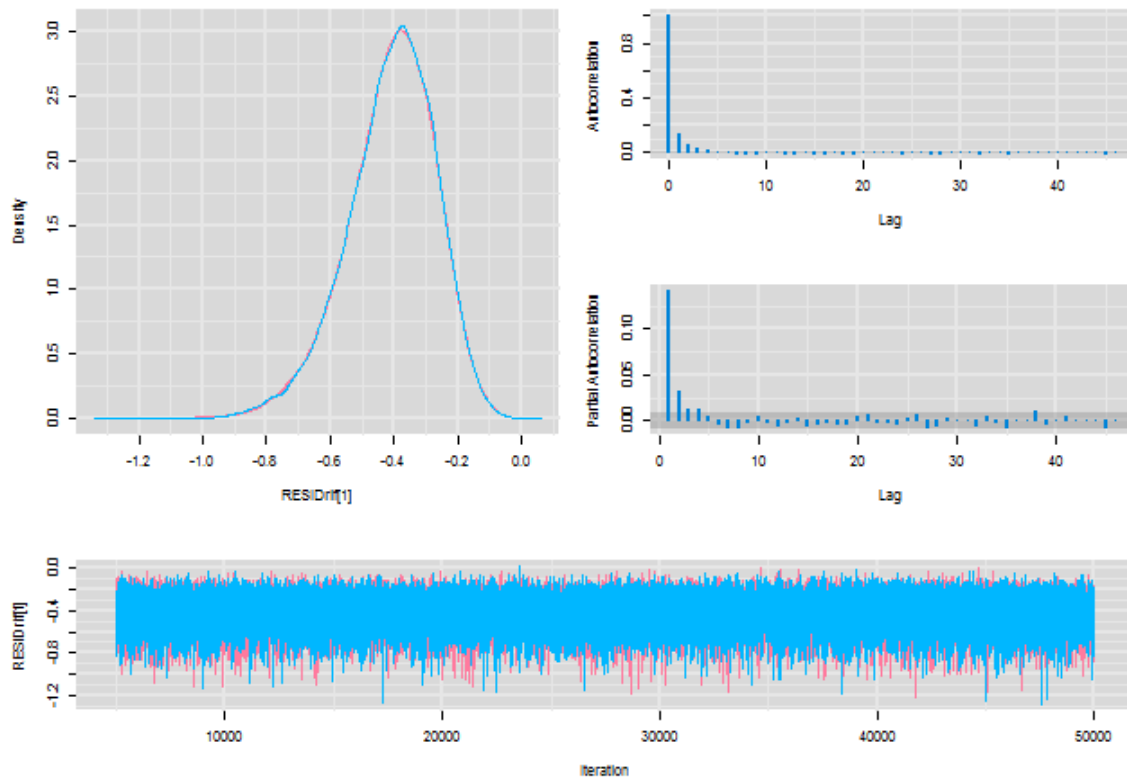 3.0
2.5
2.0
1.5
1.0
0.5
0.0
Density
-1.2 -1.0 -0.8 -0.6 -0.4 -0.2 0.0
RESIDrif[1]
0.8
0.4
0.0
Autocorrelation
0 10 20 30 40
Lag
0.10
0.05
0.00
Partial Autocorrelation
0 10 20 30 40
Lag
0.0
-0.4
-0.8
-1.2
RESIDrif[1]
10000 20000 30000 40000 50000
Iteration